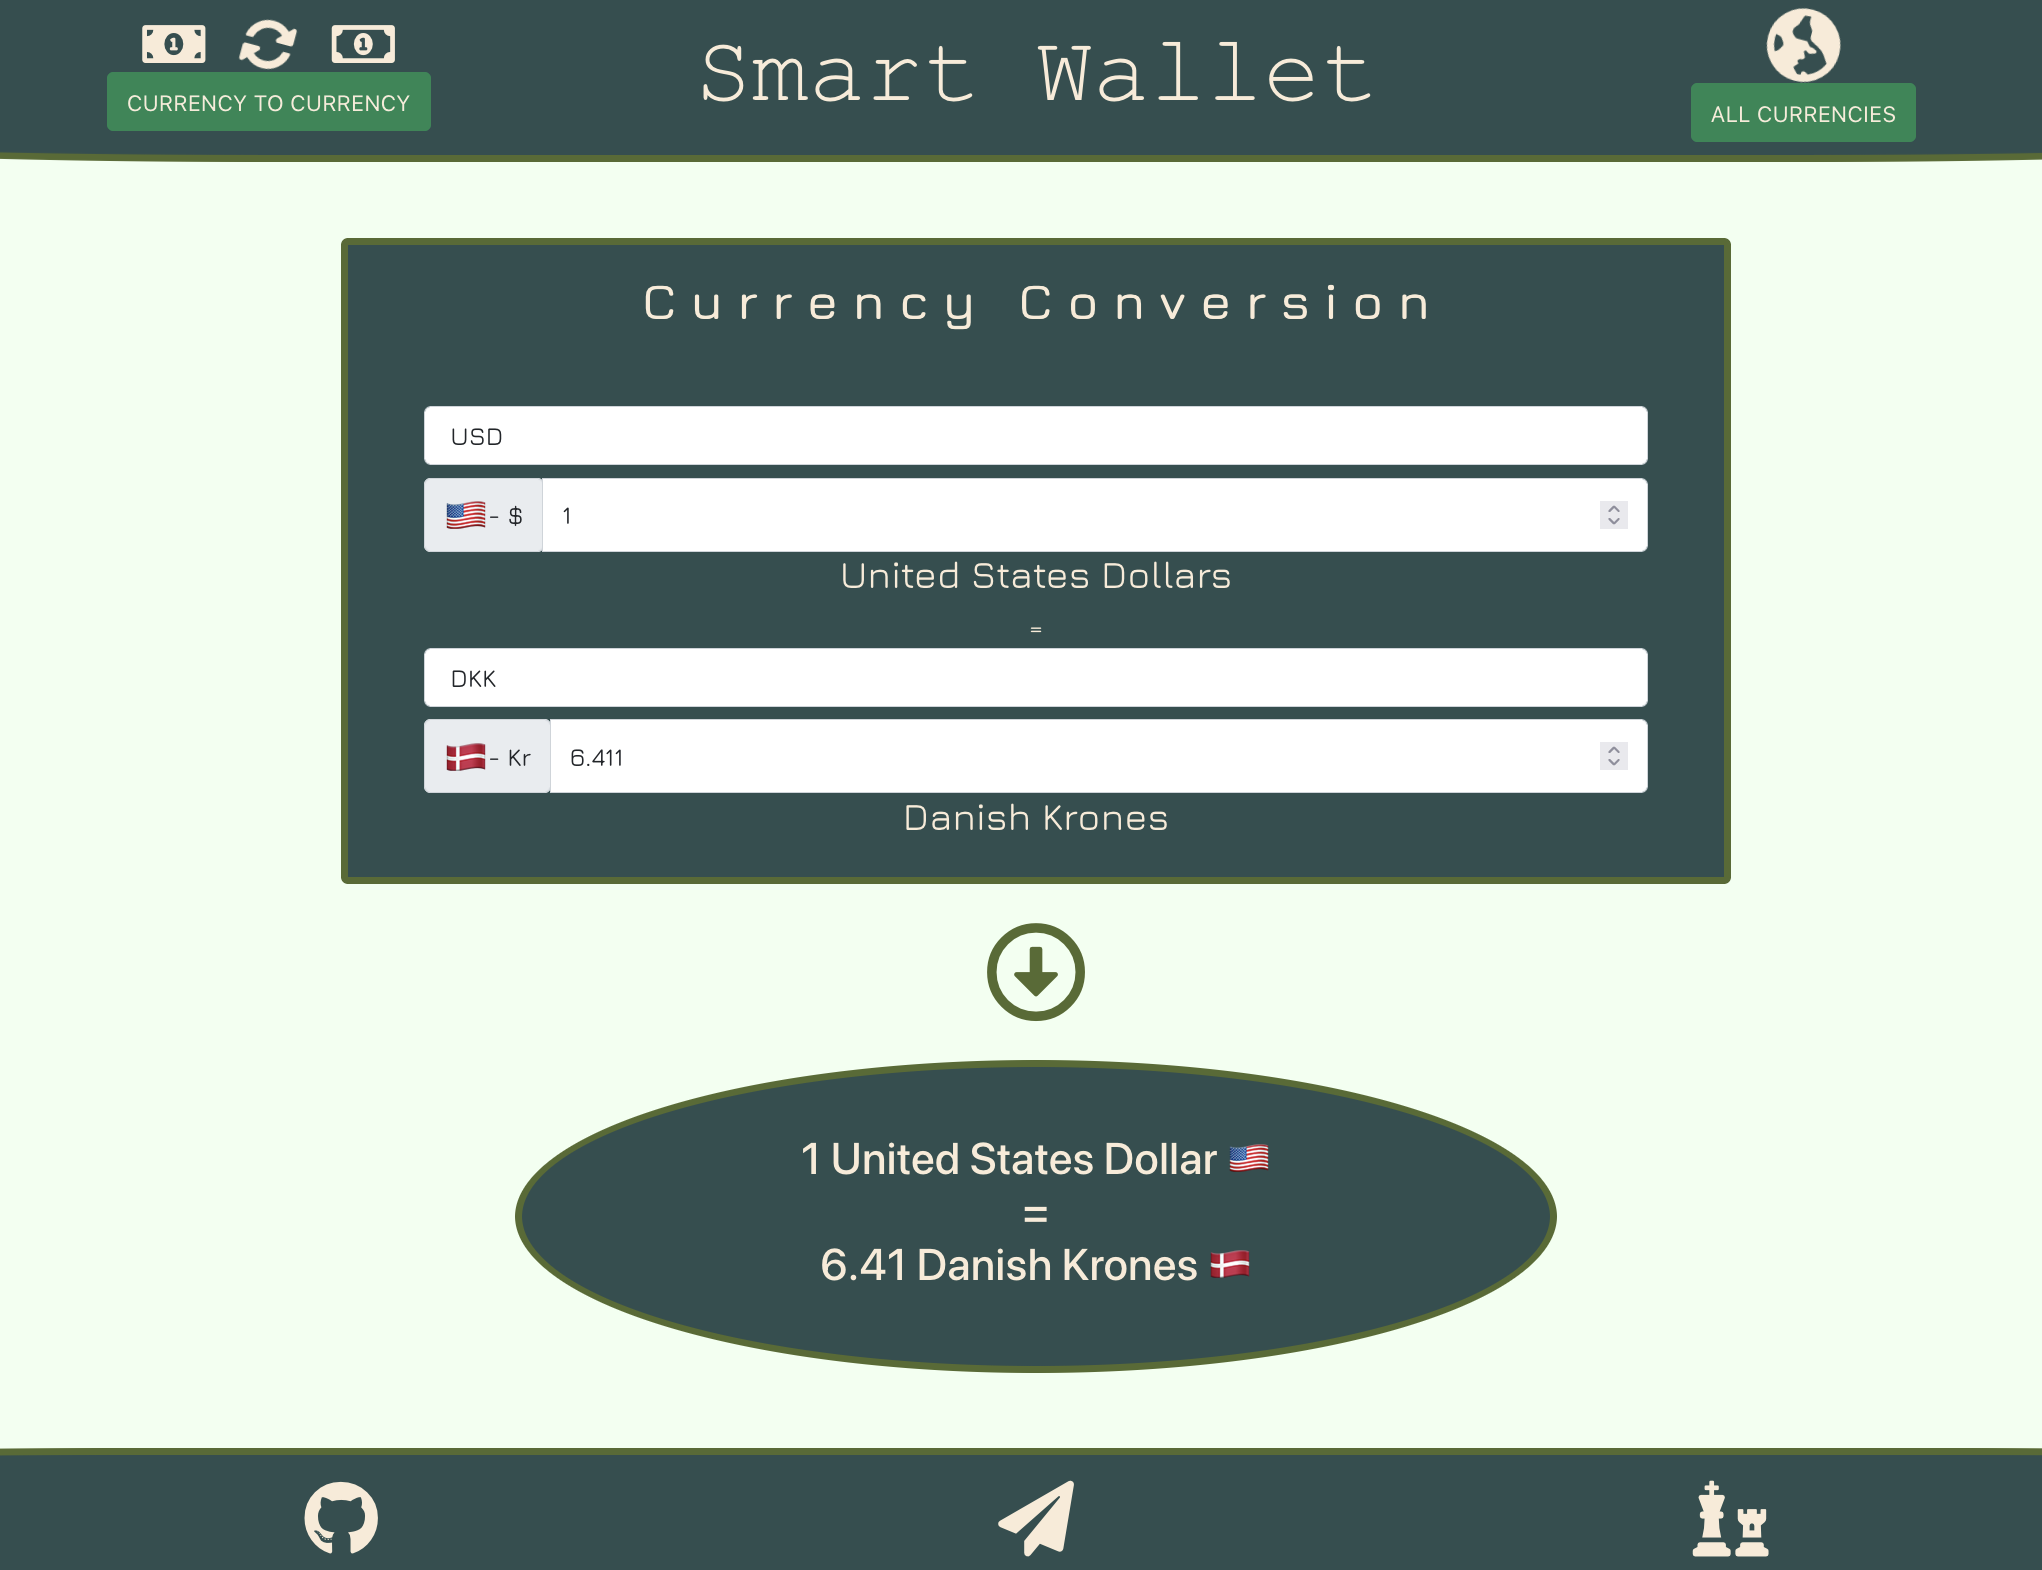 CURRENCY TO CURRENCY
Smart Wallet
ALL CURRENCIES
Currency Conversion
USD
- $
1
United States Dollars
=
DKK
- Kr
6.411
Danish Krones
1 United States Dollar
=
6.41 Danish Krones